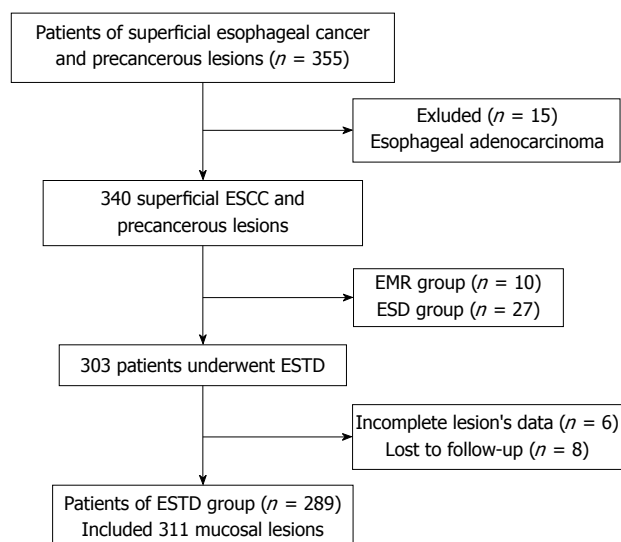 Patients of superficial esophageal cancer
and precancerous lesions (n = 355)
Exluded (n = 15)
Esophageal adenocarcinoma
340 superficial ESCC and
precancerous lesions
EMR group (n = 10)
ESD group (n = 27)
303 patients underwent ESTD
Incomplete lesion's data (n = 6)
Lost to follow-up (n = 8)
Patients of ESTD group (n = 289)
Included 311 mucosal lesions